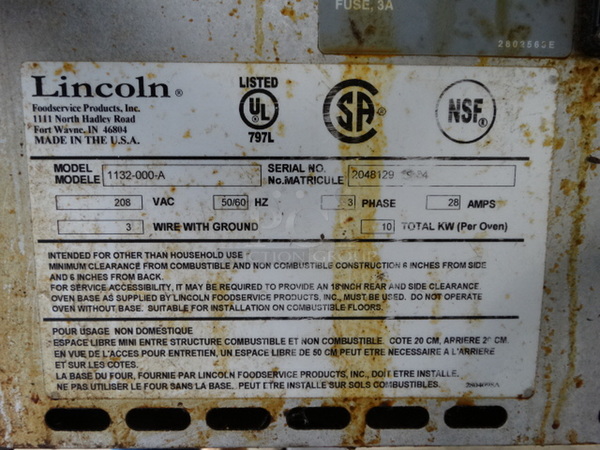 FUSE, 3A
Lincoln®
Foodservice Products, Inc.
1111 North Hadley Road
Fort Wayne, IN 46804
MADE IN THE U.S.A.
LISTED
UL®
797L
SA®
NSF®
MODEL
MODELE 1132-000-A
SERIAL NO.
No.MATRICULE 2048129
208 VAC 50/60 HZ 3 PHASE 28 AMPS
3 WIRE WITH GROUND 10 TOTAL KW (Per Oven)
INTENDED FOR OTHER THAN HOUSEHOLD USE
MINIMUM CLEARANCE FROM COMBUSTIBLE AND NON COMBUSTIBLE CONSTRUCTION 6 INCHES FROM SIDE
AND 6 INCHES FROM BACK.
FOR SERVICE ACCESSIBILITY, IT MAY BE REQUIRED TO PROVIDE AN 18 INCH REAR AND SIDE CLEARANCE
OVEN BASE AS SUPPLIED BY LINCOLN FOODSERVICE PRODUCTS, INC., MUST BE USED. DO NOT OPERATE
OVEN WITHOUT BASE. SUITABLE FOR INSTALLATION ON COMBUSTIBLE FLOORS.
POUR USAGE NON DOMESTIQUE
ESPACE LIBRE MINI ENTRE STRUCTURE COMBUSTIBLE ET NON COMBUSTIBLE. COTE 20 CM, ARRIERE CM.
EN VUE DE L'ACCES POUR ENTRETIEN, UN ESPACE LIBRE DE 50 CM PEUT ETRE NECESSAIRE A L'ARRIERE
ET SUR LES COTES.
LA BASE DU FOUR, FOURNIE PAR LINCOLN FOODSERVICE PRODUCTS, INC., DOIT ETRE INSTALLE.
NE PAS UTILISER LE FOUR SANS LA BASE. PEUT ETRE INSTALLE SUR SOLS COMBUSTIBLES.